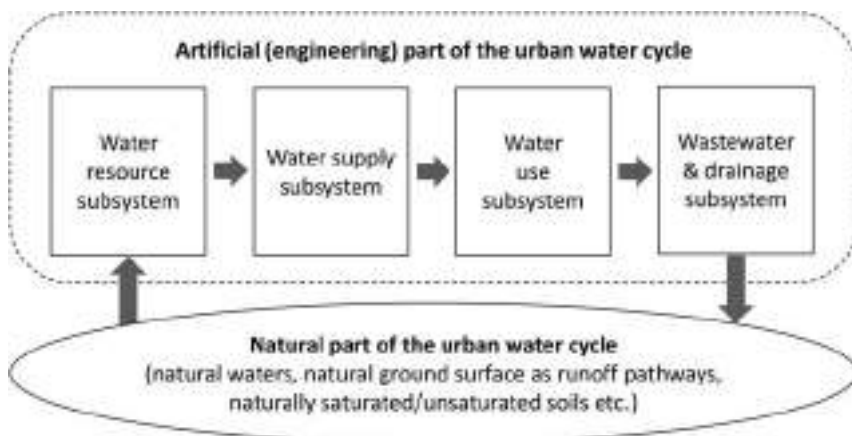 Artificial (engineering) part of the urban water cycle
Water
resource
subsystem
Water supply
subsystem
Water
use
subsystem
Wastewater
& drainage
subsystem
Natural part of the urban water cycle
(natural waters, natural ground surface as runoff pathways,
naturally saturated/unsaturated soils etc.)